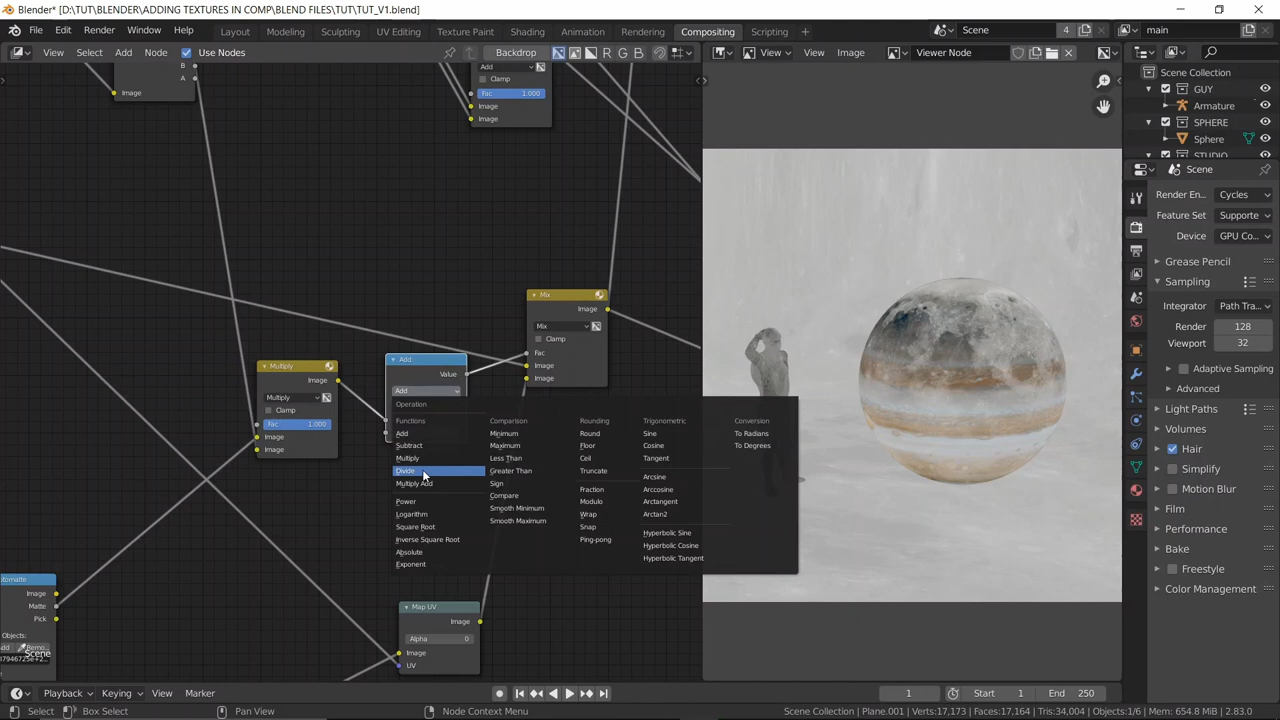 Blender* [D:\TUT\BLENDER\ADDING TEXTURES IN COMP\BLEND FILES\TUT_V1.blend]
File Edit Render Window Help Layout Modeling Sculpting UV Editing Texture Paint Shading Animation Rendering Compositing Scripting Scene 4 main
View Select Add Node Use Nodes Backdrop R G B View View Image Viewer Node
B
A
Image
Add
Clamp
Fac 1.000
Image
Image
Scene Collection
GUY
Armature
SPHERE
Sphere
STUDIO
Scene
Render En... Cycles
Feature Set Supporte
Device GPU Co...
Grease Pencil
Sampling
Integrator Path Tra...
Render 128
Viewport 32
Adaptive Sampling
Advanced
Light Paths
Volumes
Hair
Simplify
Motion Blur
Film
Performance
Bake
Freestyle
Color Management
Mix
Image
Mix
Clamp
Fac
Image
Image
Multiply
Image
Multiply
Clamp
Fac 1.000
Image
Image
Add
Value
Add
Operation
Functions
Add
Subtract
Multiply
Divide
Multiply Add
Power
Logarithm
Square Root
Inverse Square Root
Absolute
Exponent
Comparison
Minimum
Maximum
Less Than
Greater Than
Sign
Compare
Smooth Minimum
Smooth Maximum
Rounding
Round
Floor
Ceil
Truncate
Fraction
Modulo
Wrap
Snap
Ping-pong
Trigonometric
Sine
Cosine
Tangent
Arcsine
Arccosine
Arctangent
Arctan2
Hyperbolic Sine
Hyperbolic Cosine
Hyperbolic Tangent
Conversion
To Radians
To Degrees
tomatte
Image
Matte
Pick
Objects:
Add Remo...
Scene
Map UV
Image
Alpha 0
Image
UV
Playback Keying View Marker 1 Start 1 End 250
Select Box Select Pan View Node Context Menu Scene Collection | Plane.001 | Verts:17,173 | Faces:17,164 | Tris:34,004 | Objects:1/6 | Mem: 654.8 MiB | 2.83.0